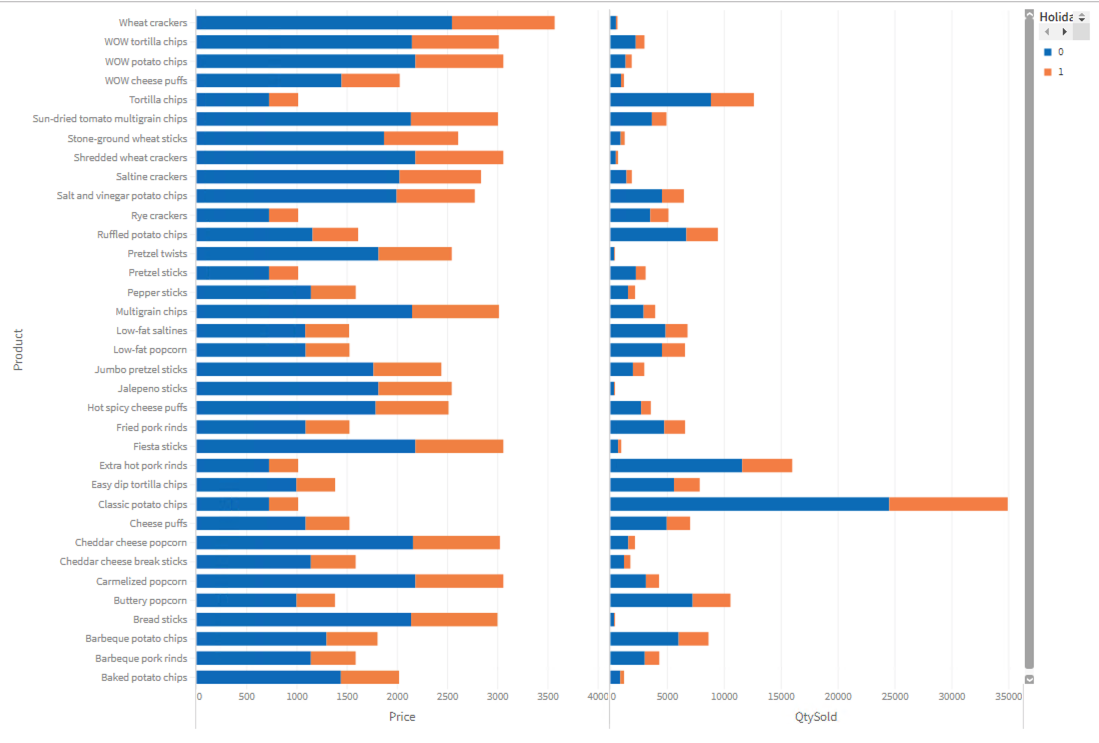 Holida
0
1
Product
Wheat crackers
WOW tortilla chips
WOW potato chips
WOW cheese puffs
Tortilla chips
Sun-dried tomato multigrain chips
Stone-ground wheat sticks
Shredded wheat crackers
Saltine crackers
Salt and vinegar potato chips
Rye crackers
Ruffled potato chips
Pretzel twists
Pretzel sticks
Pepper sticks
Multigrain chips
Low-fat saltines
Low-fat popcorn
Jumbo pretzel sticks
Jalepeno sticks
Hot spicy cheese puffs
Fried pork rinds
Fiesta sticks
Extra hot pork rinds
Easy dip tortilla chips
Classic potato chips
Cheese puffs
Cheddar cheese popcorn
Cheddar cheese break sticks
Carmelized popcorn
Buttery popcorn
Bread sticks
Barbeque potato chips
Barbeque pork rinds
Baked potato chips
0 500 1000 1500 2000 2500 3000 3500 4000 0 5000 10000 15000 20000 25000 30000 35000
Price QtySold